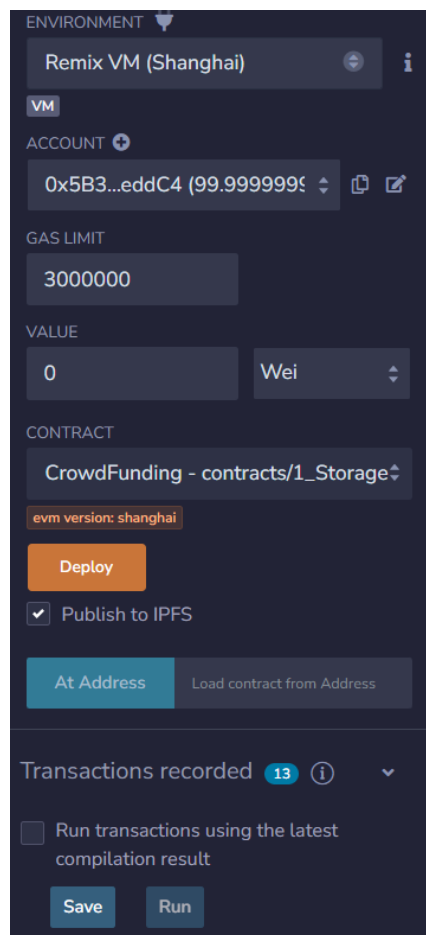 ENVIRONMENT
Remix VM (Shanghai)
VM
ACCOUNT
0x5B3...eddC4 (99.9999999
GAS LIMIT
3000000
VALUE
0 Wei
CONTRACT
CrowdFunding - contracts/1_Storage
evm version: shanghai
Deploy
Publish to IPFS
At Address Load contract from Address
Transactions recorded 13
Run transactions using the latest
compilation result
Save Run